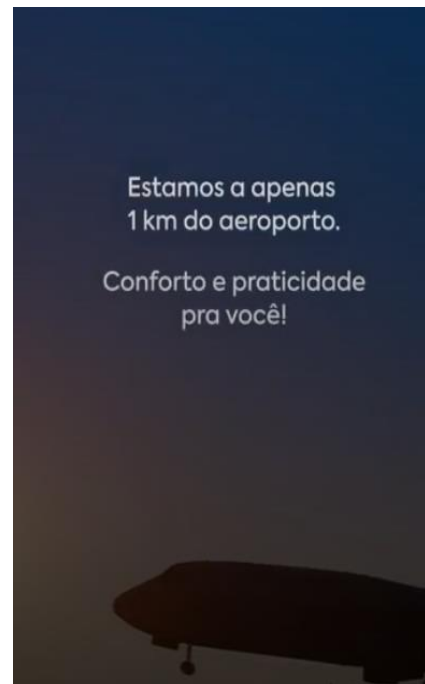 Estamos a apenas
1 km do aeroporto.
Conforto e praticidade
pra você!